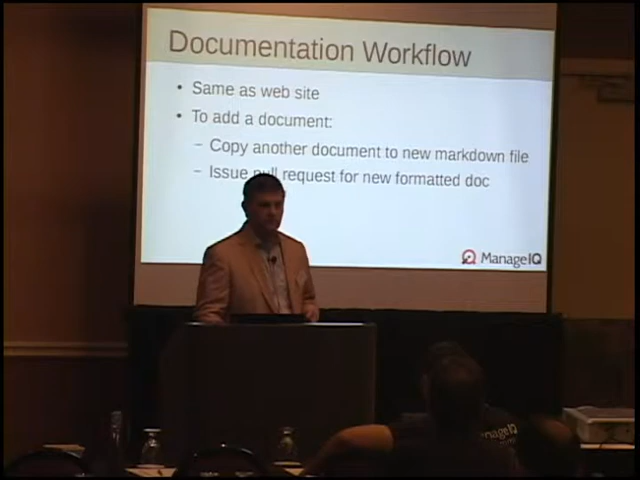 Documentation Workflow
• Same as web site
• To add a document:
– Copy another document to new markdown file
– Issue pull request for new formatted doc
ManageIQ
anageIQ